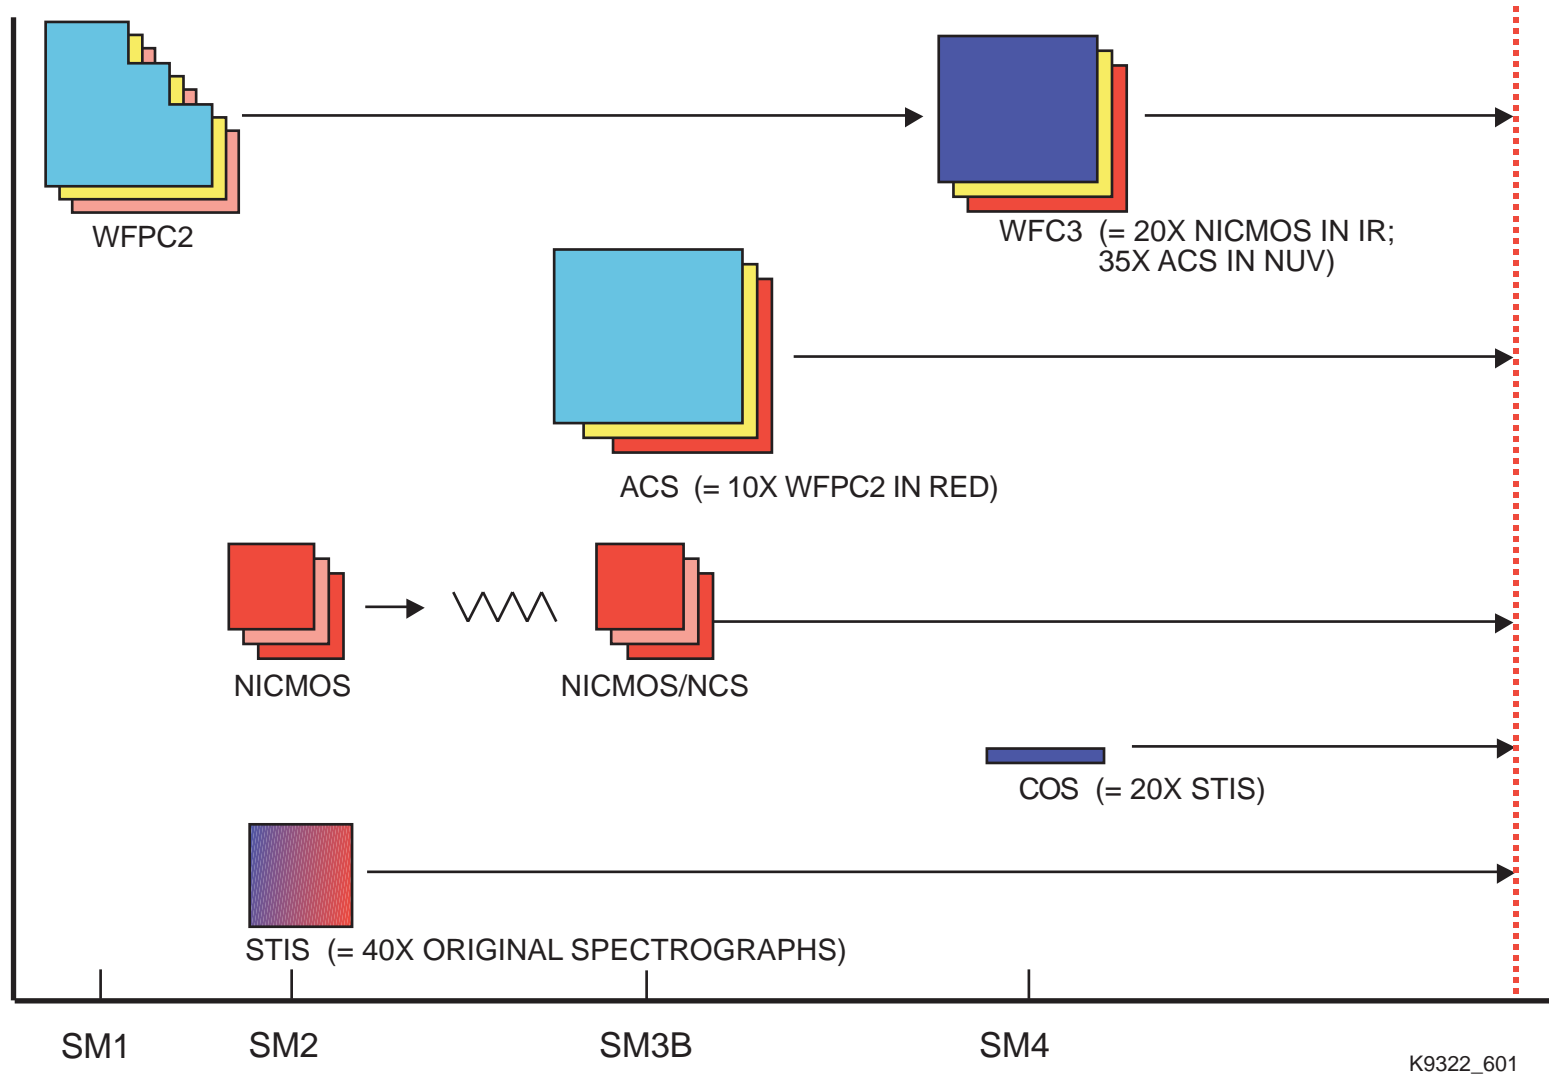 WFPC2
WFC3 (= 20X NICMOS IN IR;
35X ACS IN NUV)
ACS (= 10X WFPC2 IN RED)
NICMOS
NICMOS/NCS
COS (= 20X STIS)
STIS (= 40X ORIGINAL SPECTROGRAPHS)
SM1
SM2
SM3B
SM4
K9322_601